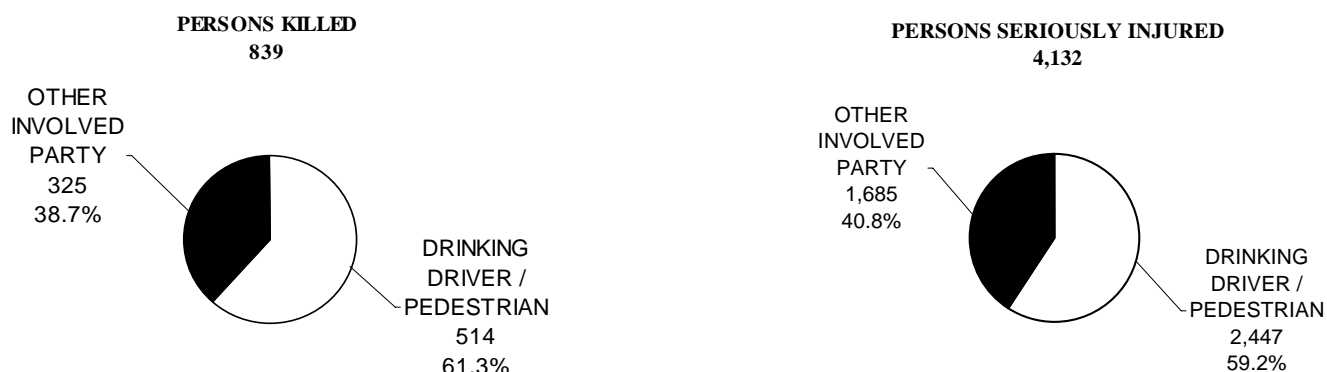 PERSONS KILLED
839
OTHER
INVOLVED
PARTY
325
38.7%
DRINKING
DRIVER /
PEDESTRIAN
514
61.3%
PERSONS SERIOUSLY INJURED
4,132
OTHER
INVOLVED
PARTY
1,685
40.8%
DRINKING
DRIVER /
PEDESTRIAN
2,447
59.2%